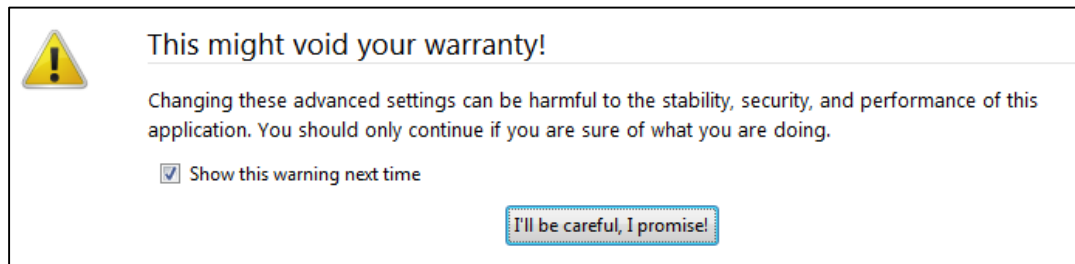 This might void your warranty!
Changing these advanced settings can be harmful to the stability, security, and performance of this
application. You should only continue if you are sure of what you are doing.
Show this warning next time
I'll be careful, I promise!